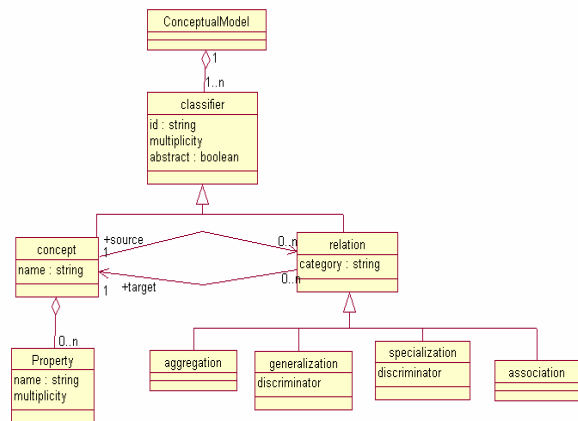 ConceptualModel
1
1..n
classifier
id : string
multiplicity
abstract : boolean
concept
name : string
+source
1
0..n
relation
category : string
1
+target
0..n
0..n
Property
name : string
multiplicity
aggregation
generalization
discriminator
specialization
discriminator
association